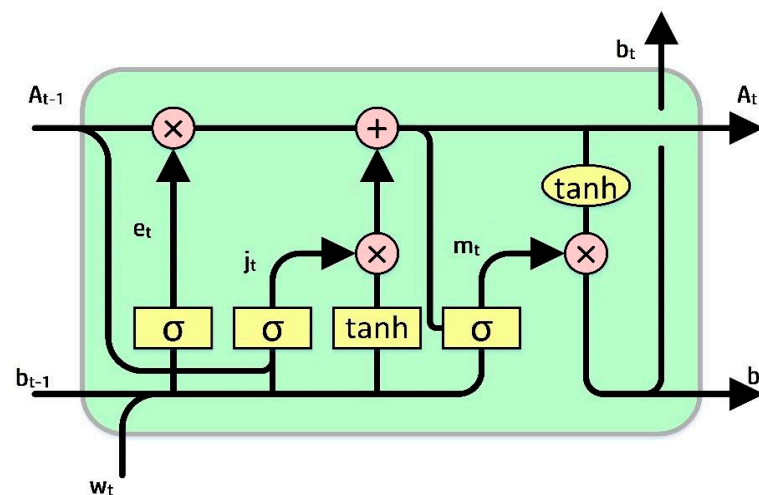 bₜ
Aₜ₋₁
Aₜ
×
+
tanh
eₜ
jₜ
mₜ
×
×
σ
σ
tanh
σ
bₜ₋₁
b
wₜ